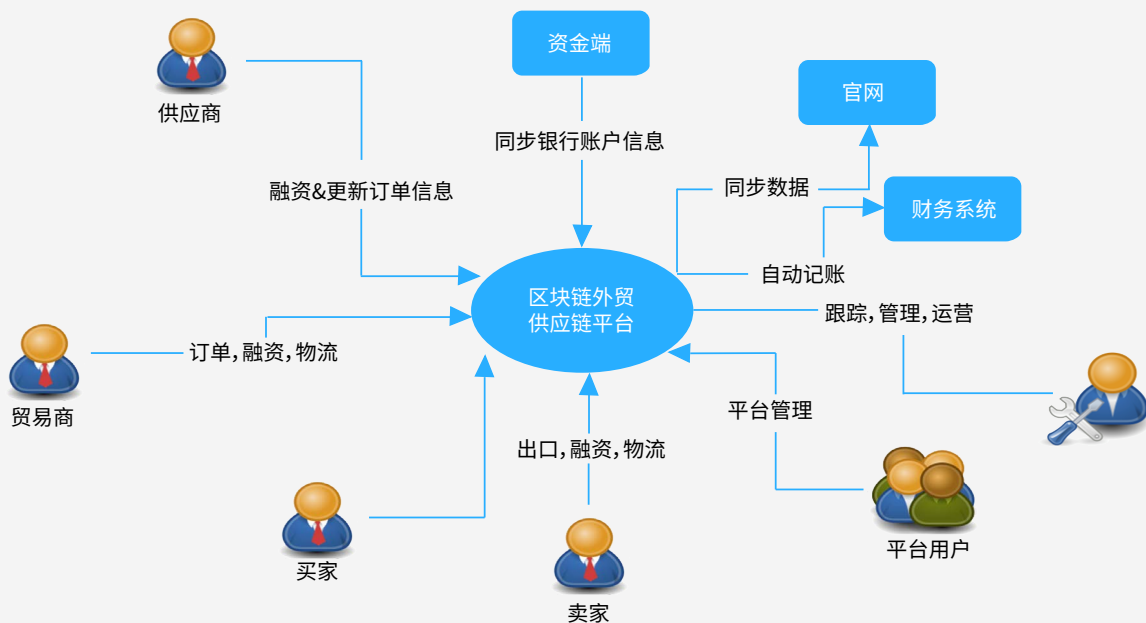 资金端
官网
供应商
同步银行账户信息
融资&更新订单信息
同步数据
财务系统
自动记账
区块链外贸
供应链平台
跟踪，管理，运营
订单，融资，物流
贸易商
平台管理
出口，融资，物流
平台用户
买家
卖家